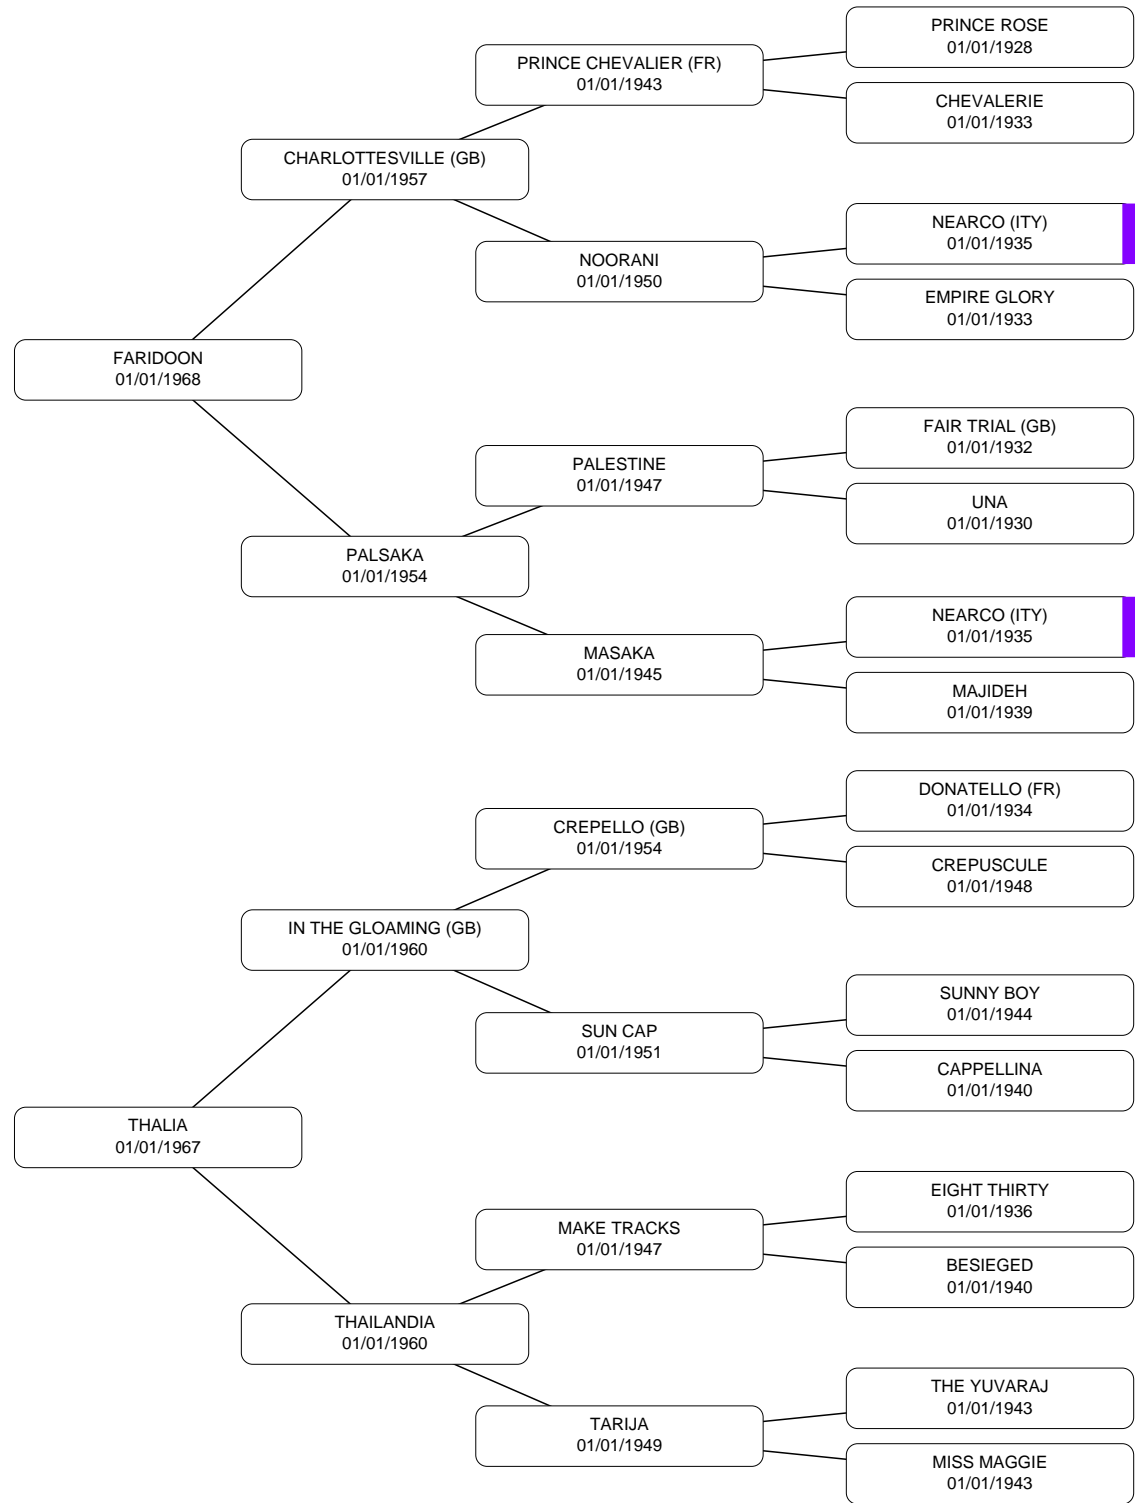 PRINCE ROSE
01/01/1928
PRINCE CHEVALIER (FR)
01/01/1943
CHEVALERIE
01/01/1933
CHARLOTTESVILLE (GB)
01/01/1957
NEARCO (ITY)
01/01/1935
NOORANI
01/01/1950
EMPIRE GLORY
01/01/1933
FARIDOON
01/01/1968
FAIR TRIAL (GB)
01/01/1932
PALESTINE
01/01/1947
UNA
01/01/1930
PALSAKA
01/01/1954
NEARCO (ITY)
01/01/1935
MASAKA
01/01/1945
MAJIDEH
01/01/1939
DONATELLO (FR)
01/01/1934
CREPELLO (GB)
01/01/1954
CREPUSCULE
01/01/1948
IN THE GLOAMING (GB)
01/01/1960
SUNNY BOY
01/01/1944
SUN CAP
01/01/1951
CAPPELLINA
01/01/1940
THALIA
01/01/1967
EIGHT THIRTY
01/01/1936
MAKE TRACKS
01/01/1947
BESIEGED
01/01/1940
THAILANDIA
01/01/1960
THE YUVARAJ
01/01/1943
TARIJA
01/01/1949
MISS MAGGIE
01/01/1943